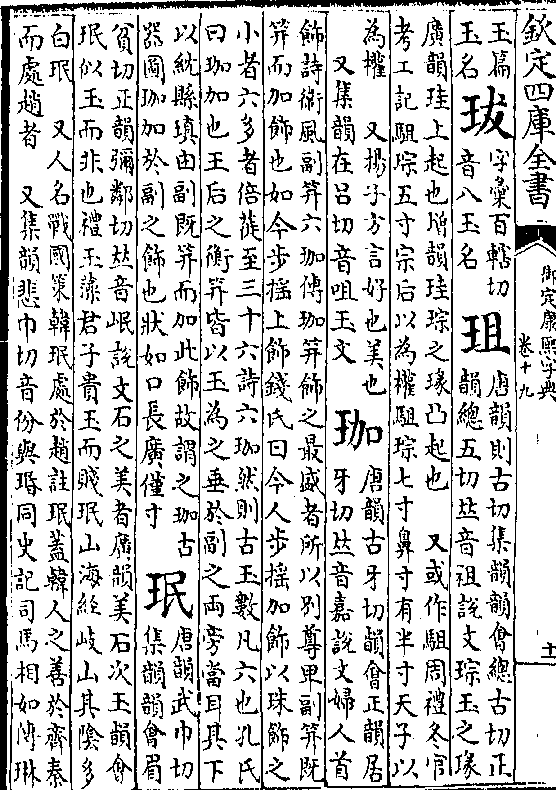 欽定四庫全書
御定康熙字典
卷十九
十一
玉篇
玉名
字彙百轄切
音八玉名
珇
唐韻則古切集韻韻會總古切正
韻總五切𠀤音祖說文琮玉之瑑
廣韻珪上起也增韻珪琮之瑑凸起也 又或作駔周禮冬官
考工記駔琮五寸宗后以為權駔琮七寸鼻寸有半寸天子以
為權 又揚子方言好也美也
又集韻在呂切音咀玉文
珈
唐韻古牙切韻會正韻居
牙切𠀤音嘉說文婦人首
飾詩衛風副笄六珈傳珈笄飾之最盛者所以別尊卑副笄既
笄而加飾也如今步搖上飾錢氏曰今人步搖加飾以珠飾之
小者六多者倍蓰至三十六詩六珈然則古玉數凡六也孔氏
曰珈加也王后之衡笄皆以玉為之垂於副之兩旁當耳其下
以紞縣瑱由副既笄而加此飾故謂之珈古
器圖珈加於副之飾也狀如口長廣僅寸
珉
唐韻武巾切
集韻韻會眉
貧切正韻彌鄰切𠀤音岷說文石之美者廣韻美石次玉韻會
珉似玉而非也禮玉藻君子貴玉而賤珉山海經岐山其陰多
白珉 又人名戰國策韓珉處於趙註珉蓋韓人之善於齊秦
而處趙者 又集韻悲巾切音份與瑉同史記司馬相如傳琳